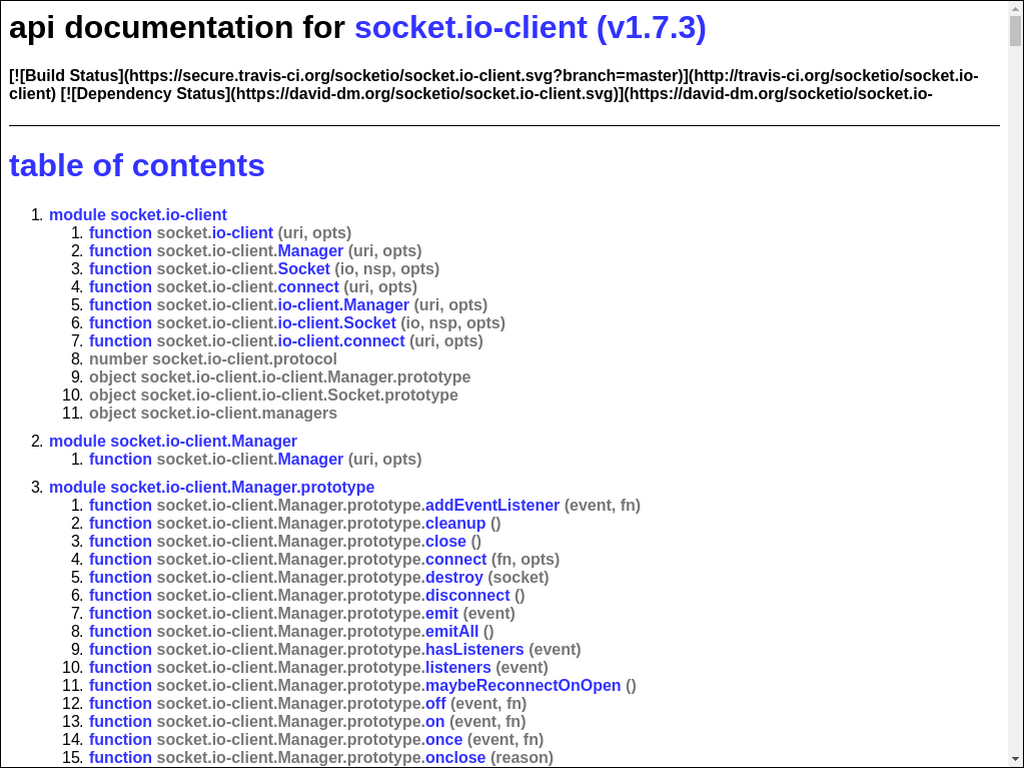 api documentation for socket.io-client (v1.7.3)
[![Build Status](https://secure.travis-ci.org/socketio/socket.io-client.svg?branch=master)](http://travis-ci.org/socketio/socket.io-
client) [![Dependency Status](https://david-dm.org/socketio/socket.io-client.svg)](https://david-dm.org/socketio/socket.io-
table of contents
1. module socket.io-client
1. function socket.io-client (uri, opts)
2. function socket.io-client.Manager (uri, opts)
3. function socket.io-client.Socket (io, nsp, opts)
4. function socket.io-client.connect (uri, opts)
5. function socket.io-client.io-client.Manager (uri, opts)
6. function socket.io-client.io-client.Socket (io, nsp, opts)
7. function socket.io-client.io-client.connect (uri, opts)
8. number socket.io-client.protocol
9. object socket.io-client.io-client.Manager.prototype
10. object socket.io-client.io-client.Socket.prototype
11. object socket.io-client.managers
2. module socket.io-client.Manager
1. function socket.io-client.Manager (uri, opts)
3. module socket.io-client.Manager.prototype
1. function socket.io-client.Manager.prototype.addEventListener (event, fn)
2. function socket.io-client.Manager.prototype.cleanup ()
3. function socket.io-client.Manager.prototype.close ()
4. function socket.io-client.Manager.prototype.connect (fn, opts)
5. function socket.io-client.Manager.prototype.destroy (socket)
6. function socket.io-client.Manager.prototype.disconnect ()
7. function socket.io-client.Manager.prototype.emit (event)
8. function socket.io-client.Manager.prototype.emitAll ()
9. function socket.io-client.Manager.prototype.hasListeners (event)
10. function socket.io-client.Manager.prototype.listeners (event)
11. function socket.io-client.Manager.prototype.maybeReconnectOnOpen ()
12. function socket.io-client.Manager.prototype.off (event, fn)
13. function socket.io-client.Manager.prototype.on (event, fn)
14. function socket.io-client.Manager.prototype.once (event, fn)
15. function socket.io-client.Manager.prototype.onclose (reason)